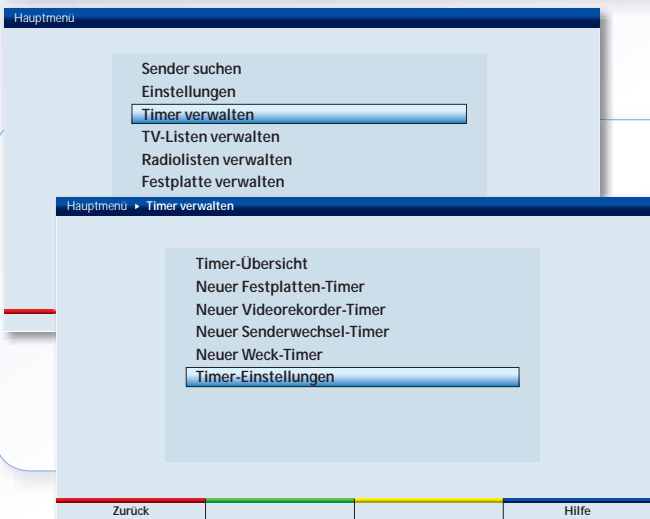 Hauptmenü
Sender suchen
Einstellungen
Timer verwalten
TV-Listen verwalten
Radiolisten verwalten
Festplatte verwalten
Hauptmenü ▸ Timer verwalten
Timer-Übersicht
Neuer Festplatten-Timer
Neuer Videorekorder-Timer
Neuer Senderwechsel-Timer
Neuer Weck-Timer
Timer-Einstellungen
Zurück Hilfe